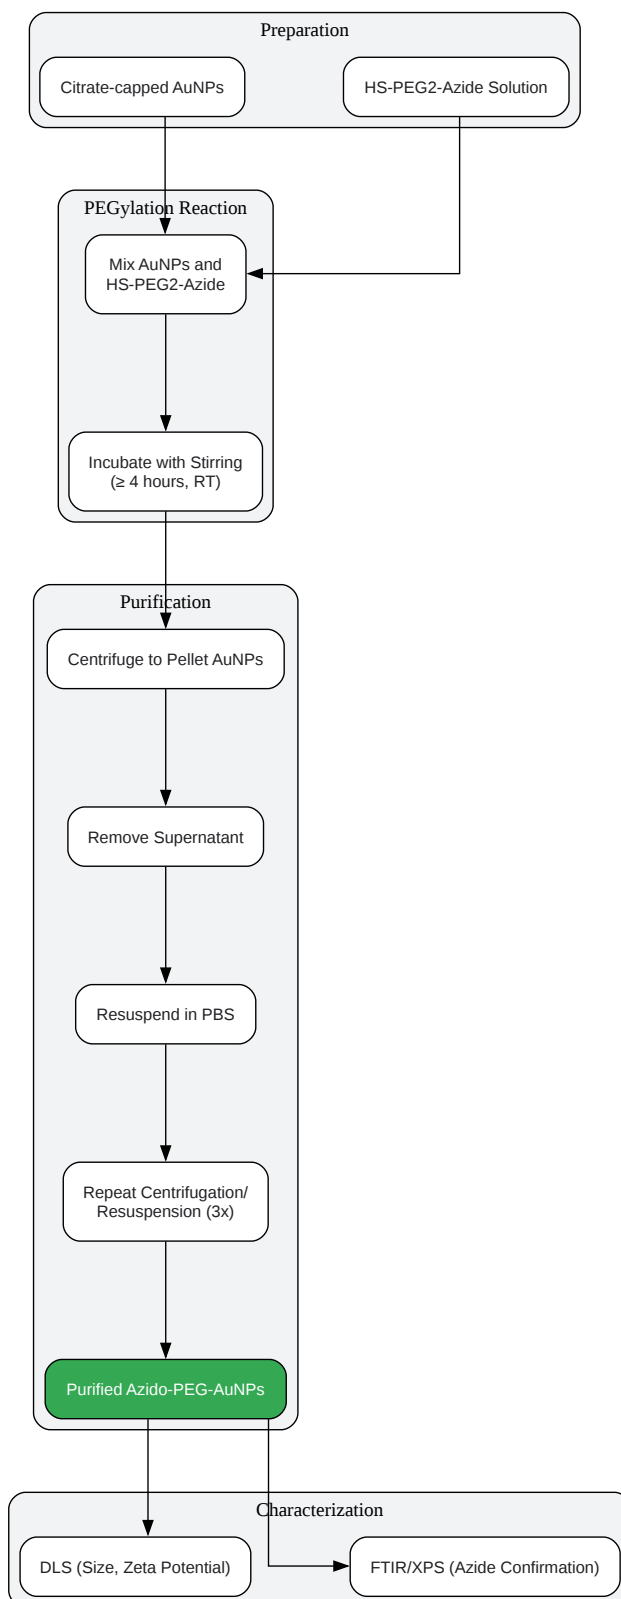 Preparation
Citrate-capped AuNPs
HS-PEG2-Azide Solution
PEGylation Reaction
Mix AuNPs and
HS-PEG2-Azide
Incubate with Stirring
(≥ 4 hours, RT)
Purification
Centrifuge to Pellet AuNPs
Remove Supernatant
Resuspend in PBS
Repeat Centrifugation/
Resuspension (3x)
Purified Azido-PEG-AuNPs
Characterization
DLS (Size, Zeta Potential)
FTIR/XPS (Azide Confirmation)